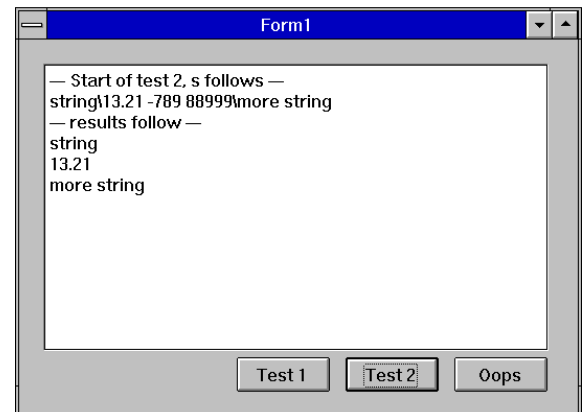 Form1
— Start of test 2, s follows —
string\13.21 -789 88999\more string
— results follow —
string
13.21
more string
Test 1 Test 2 Oops